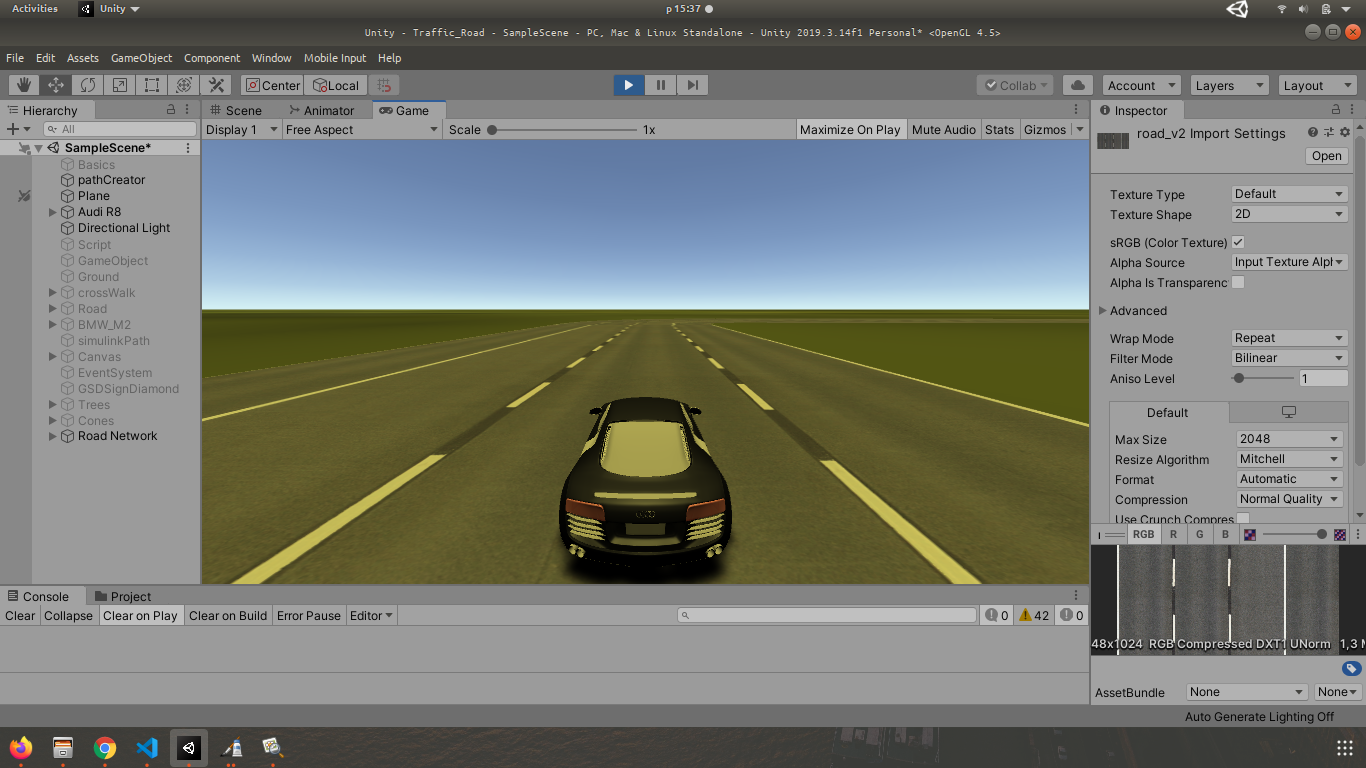 Activities Unity p 15:37
Unity - Traffic_Road - SampleScene - PC, Mac & Linux Standalone - Unity 2019.3.14f1 Personal* <OpenGL 4.5>
File Edit Assets GameObject Component Window Mobile Input Help
Center Local Collab Account Layers Layout
Hierarchy
All
SampleScene*
Basics
pathCreator
Plane
Audi R8
Directional Light
Script
GameObject
Ground
crossWalk
Road
BMW_M2
simulinkPath
Canvas
EventSystem
GSDSignDiamond
Trees
Cones
Road Network
Scene Animator Game
Display 1 Free Aspect Scale 1x Maximize On Play Mute Audio Stats Gizmos
Inspector
road_v2 Import Settings
Open
Texture Type Default
Texture Shape 2D
sRGB (Color Texture)
Alpha Source Input Texture Alph
Alpha Is Transparenc
Advanced
Wrap Mode Repeat
Filter Mode Bilinear
Aniso Level 1
Default
Max Size 2048
Resize Algorithm Mitchell
Format Automatic
Compression Normal Quality
Use Crunch Compres
RGB R G B
48x1024 RGB Compressed DXT1 UNorm 1,3 M
AssetBundle None None
Console Project
Clear Collapse Clear on Play Clear on Build Error Pause Editor 0 42 0
Auto Generate Lighting Off